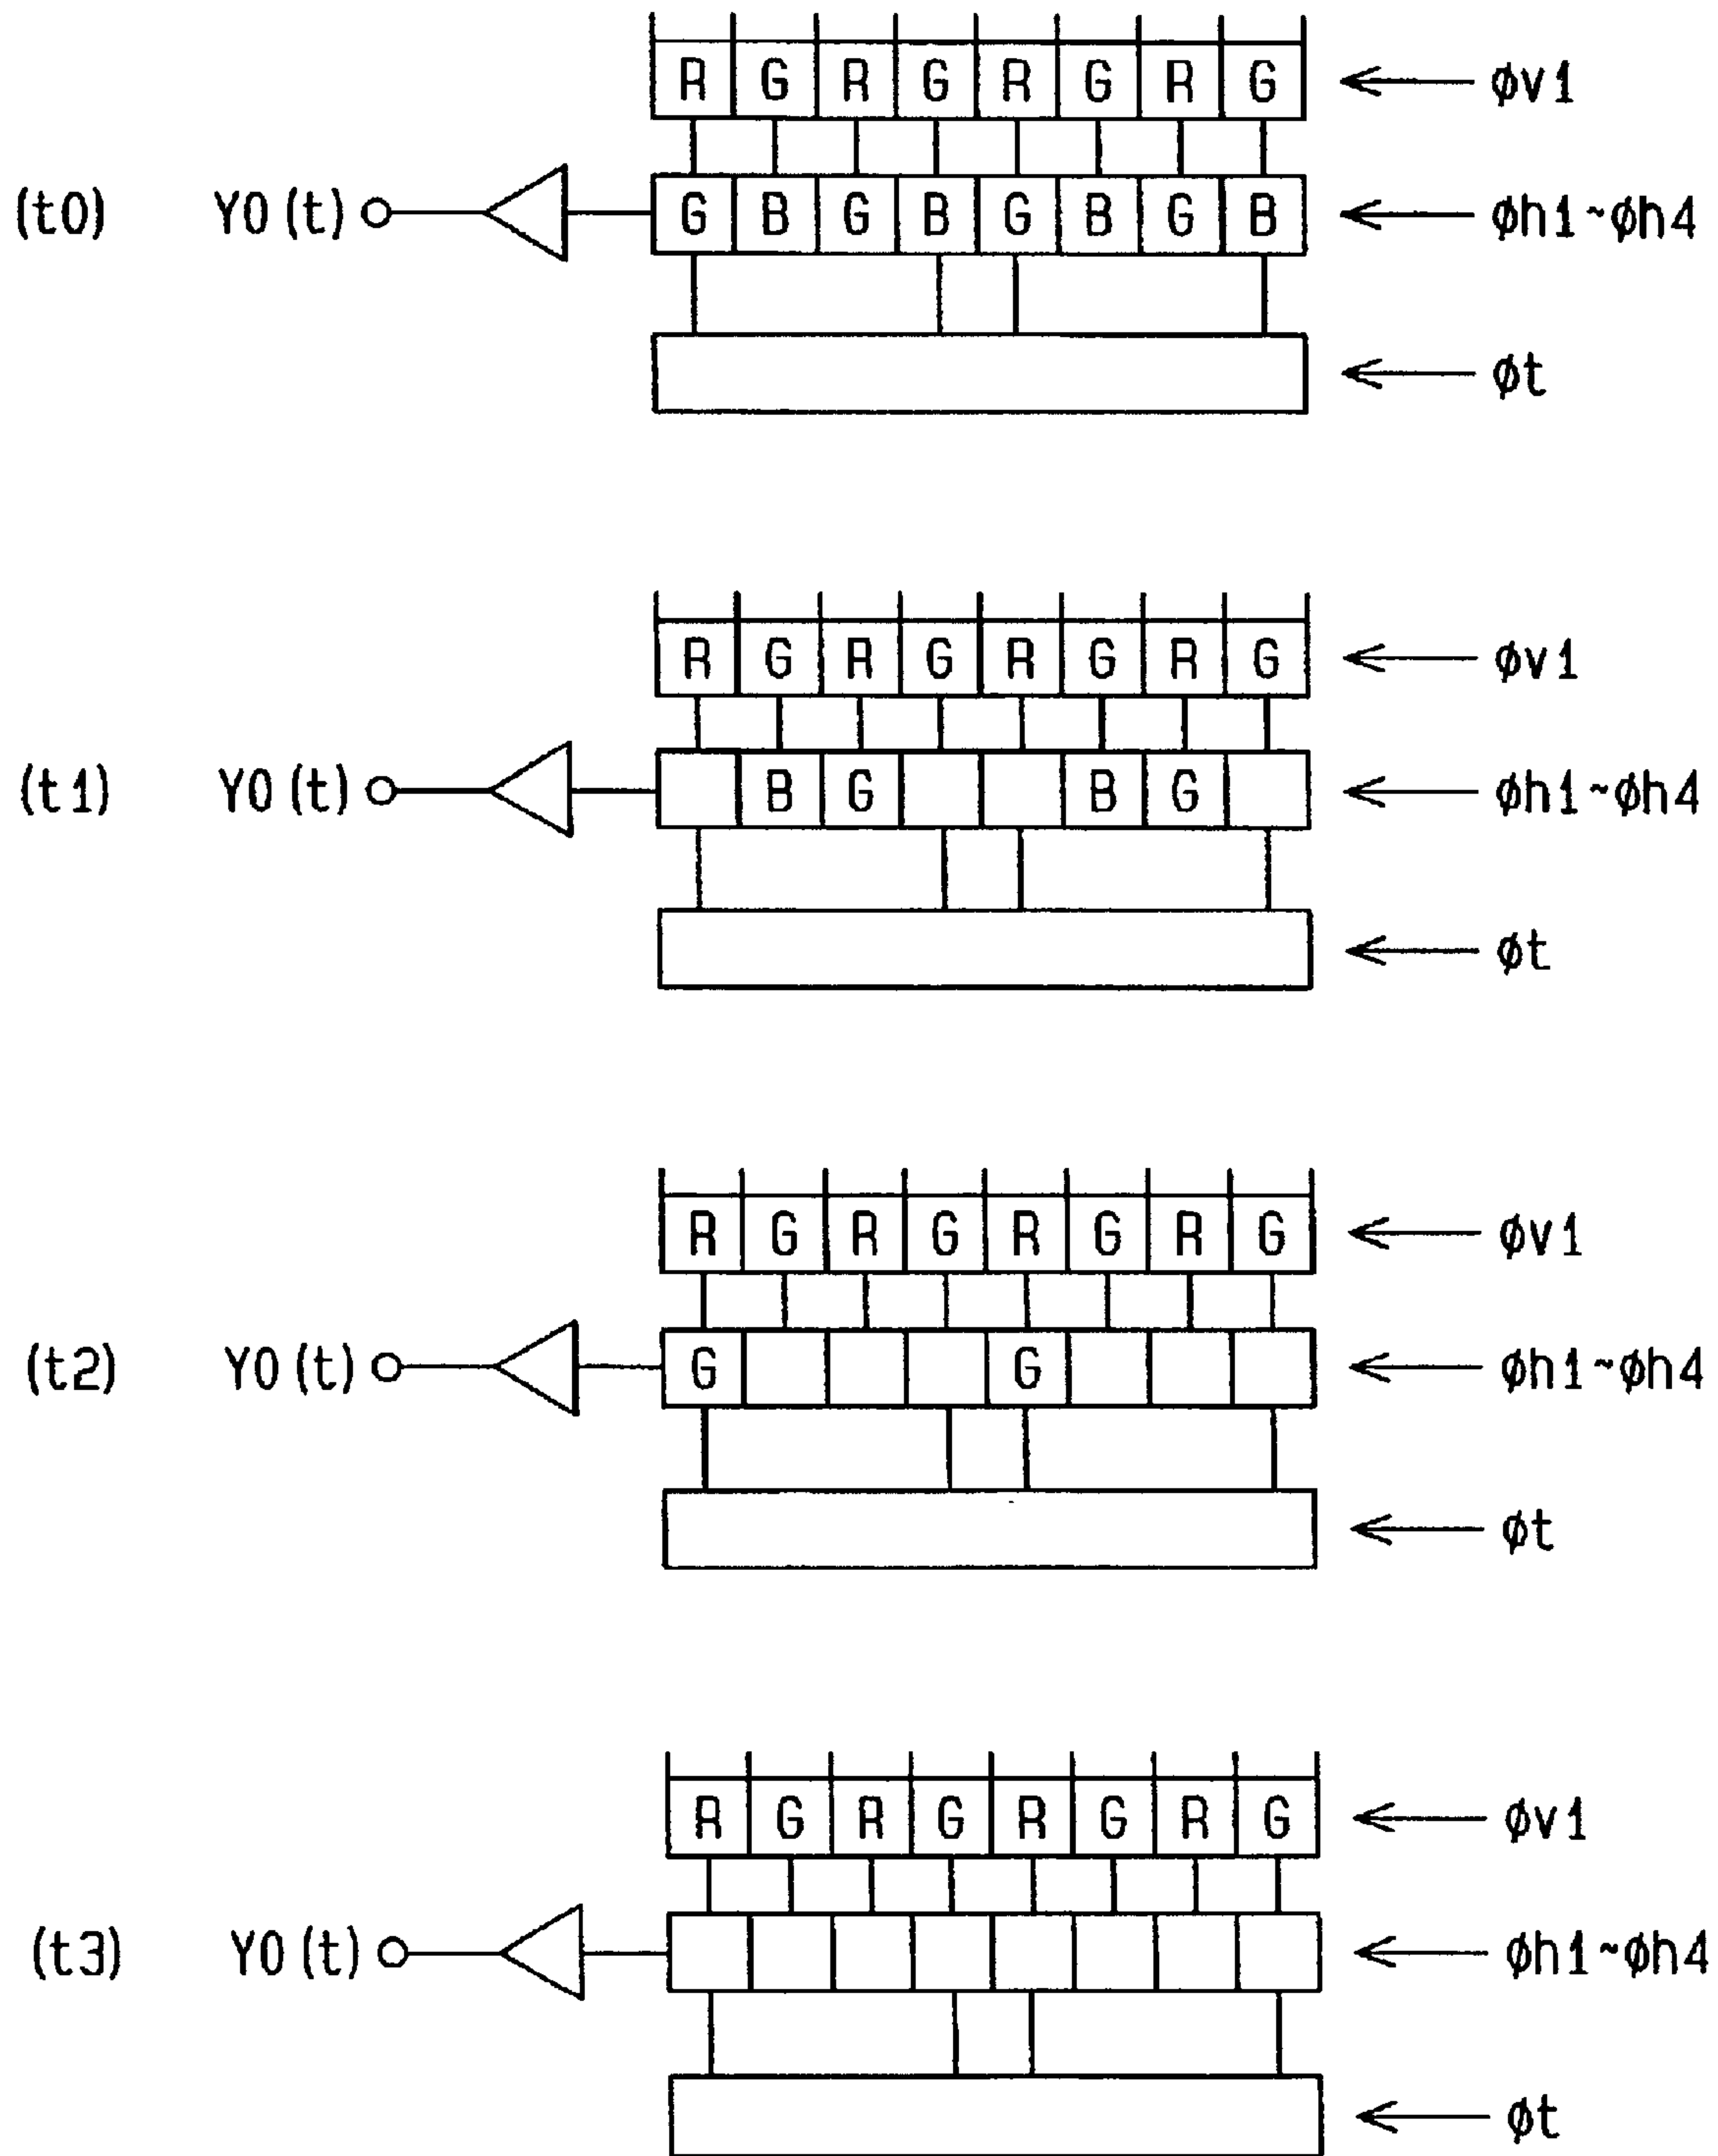 R G R G R G R G φv1
(t0) Y0(t) G B G B G B G B φh1~φh4
φt
R G R G R G R G φv1
(t1) Y0(t) B G B G φh1~φh4
φt
R G R G R G R G φv1
(t2) Y0(t) G G φh1~φh4
φt
R G R G R G R G φv1
(t3) Y0(t) φh1~φh4
φt